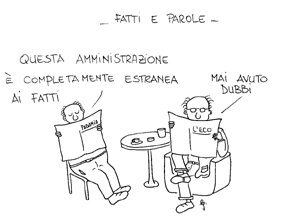 - FATTI E PAROLE -
QUESTA AMMINISTRAZIONE
È COMPLETAMENTE ESTRANEA
AI FATTI
MAI AVUTO
DUBBI
L'ECO